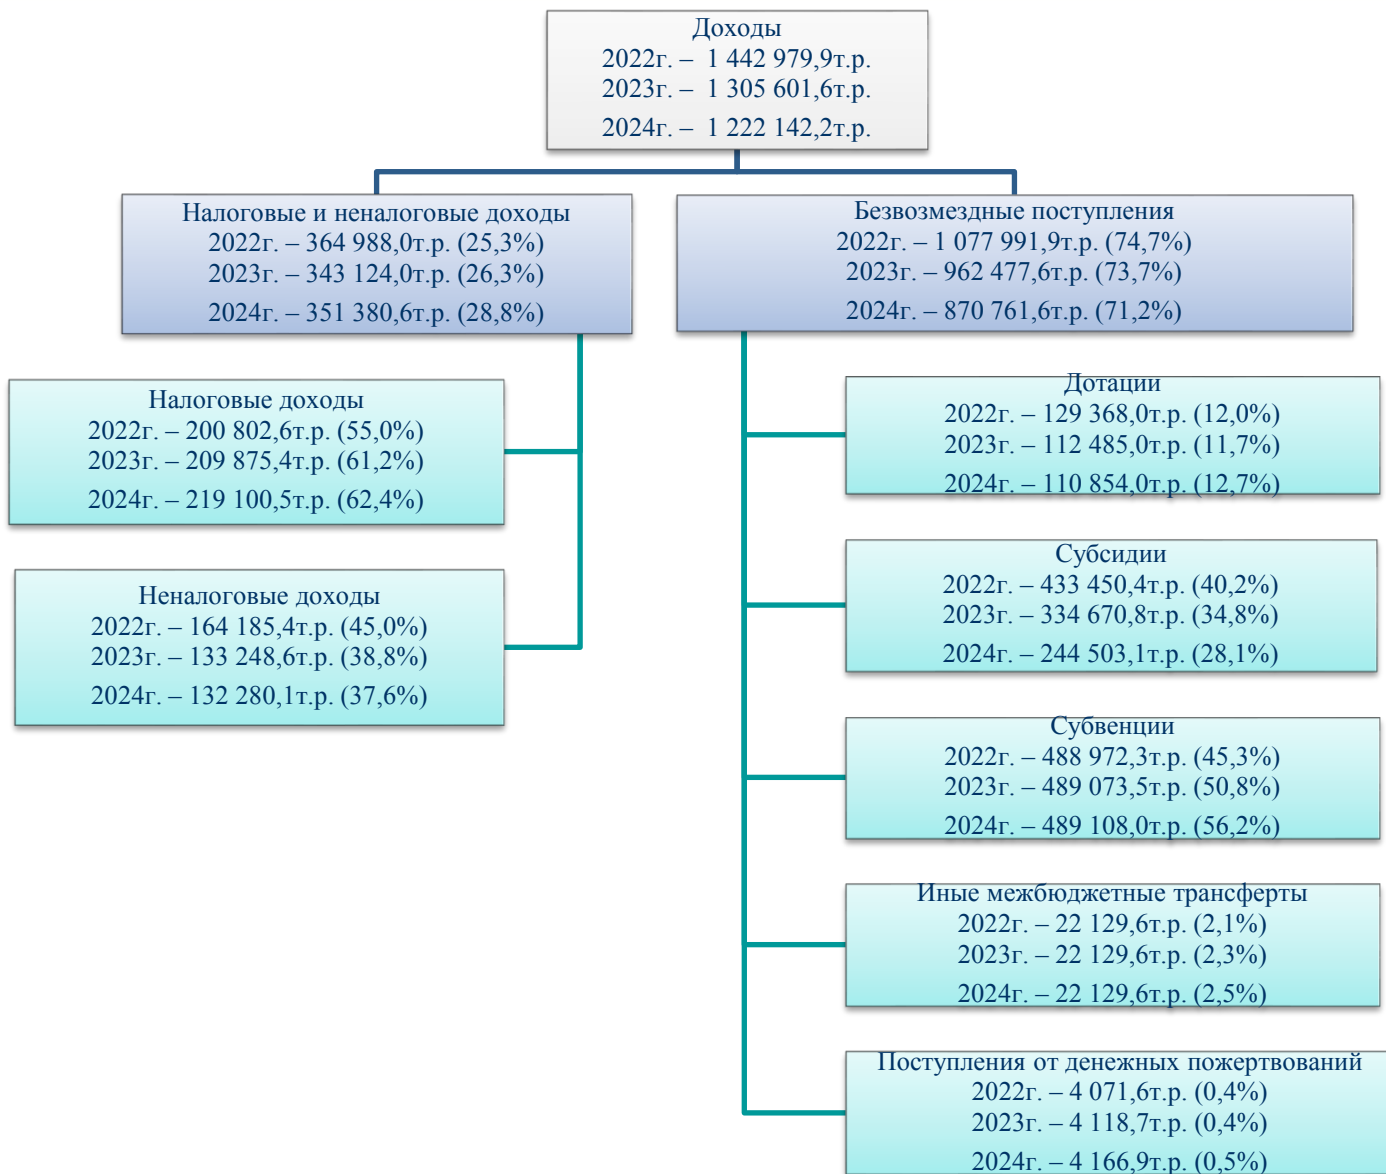 Доходы
2022г. – 1 442 979,9т.р.
2023г. – 1 305 601,6т.р.
2024г. – 1 222 142,2т.р.
Налоговые и неналоговые доходы
2022г. – 364 988,0т.р. (25,3%)
2023г. – 343 124,0т.р. (26,3%)
2024г. – 351 380,6т.р. (28,8%)
Безвозмездные поступления
2022г. – 1 077 991,9т.р. (74,7%)
2023г. – 962 477,6т.р. (73,7%)
2024г. – 870 761,6т.р. (71,2%)
Налоговые доходы
2022г. – 200 802,6т.р. (55,0%)
2023г. – 209 875,4т.р. (61,2%)
2024г. – 219 100,5т.р. (62,4%)
Неналоговые доходы
2022г. – 164 185,4т.р. (45,0%)
2023г. – 133 248,6т.р. (38,8%)
2024г. – 132 280,1т.р. (37,6%)
Дотации
2022г. – 129 368,0т.р. (12,0%)
2023г. – 112 485,0т.р. (11,7%)
2024г. – 110 854,0т.р. (12,7%)
Субсидии
2022г. – 433 450,4т.р. (40,2%)
2023г. – 334 670,8т.р. (34,8%)
2024г. – 244 503,1т.р. (28,1%)
Субвенции
2022г. – 488 972,3т.р. (45,3%)
2023г. – 489 073,5т.р. (50,8%)
2024г. – 489 108,0т.р. (56,2%)
Иные межбюджетные трансферты
2022г. – 22 129,6т.р. (2,1%)
2023г. – 22 129,6т.р. (2,3%)
2024г. – 22 129,6т.р. (2,5%)
Поступления от денежных пожертвований
2022г. – 4 071,6т.р. (0,4%)
2023г. – 4 118,7т.р. (0,4%)
2024г. – 4 166,9т.р. (0,5%)